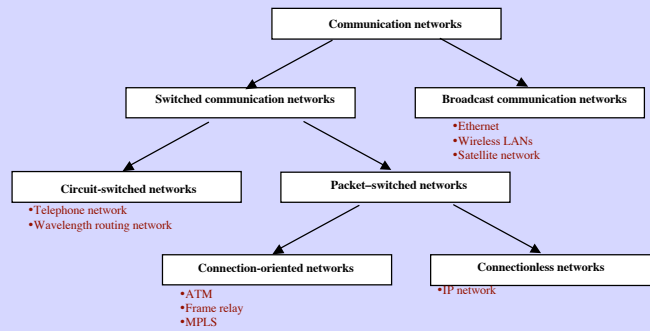 Communication networks
Switched communication networks
Broadcast communication networks
•Ethernet
•Wireless LANs
•Satellite network
Circuit-switched networks
•Telephone network
•Wavelength routing network
Packet–switched networks
Connection-oriented networks
•ATM
•Frame relay
•MPLS
Connectionless networks
•IP network